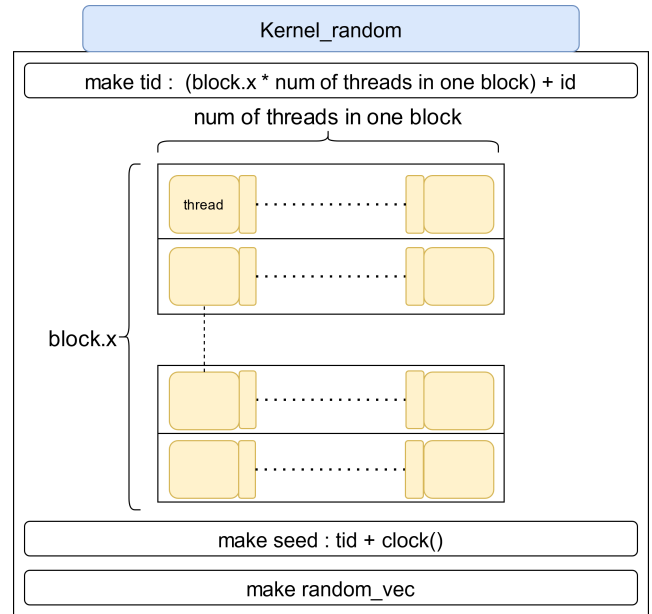 Kernel_random
make tid : (block.x * num of threads in one block) + id
num of threads in one block
thread
block.x
make seed : tid + clock()
make random_vec